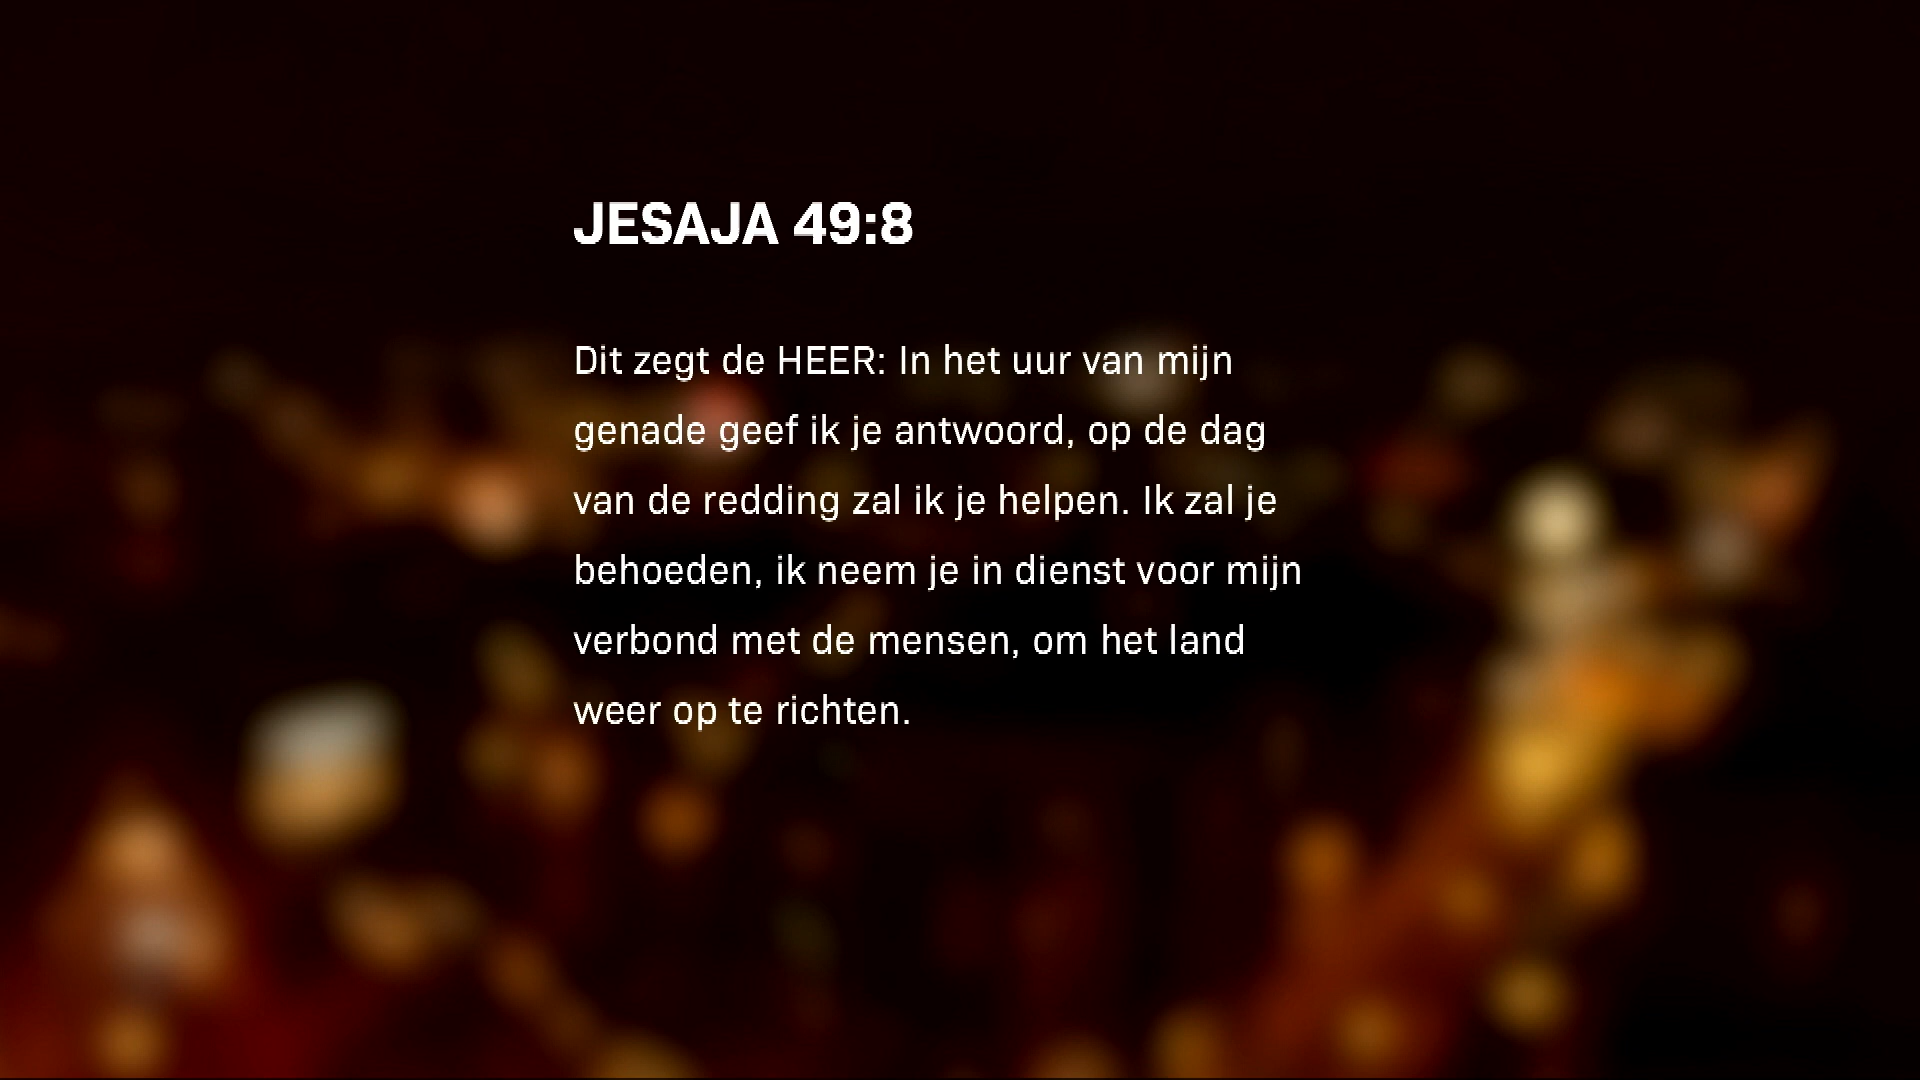 JESAJA 49:8
Dit zegt de HEER: In het uur van mijn
genade geef ik je antwoord, op de dag
van de redding zal ik je helpen. Ik zal je
behoeden, ik neem je in dienst voor mijn
verbond met de mensen, om het land
weer op te richten.